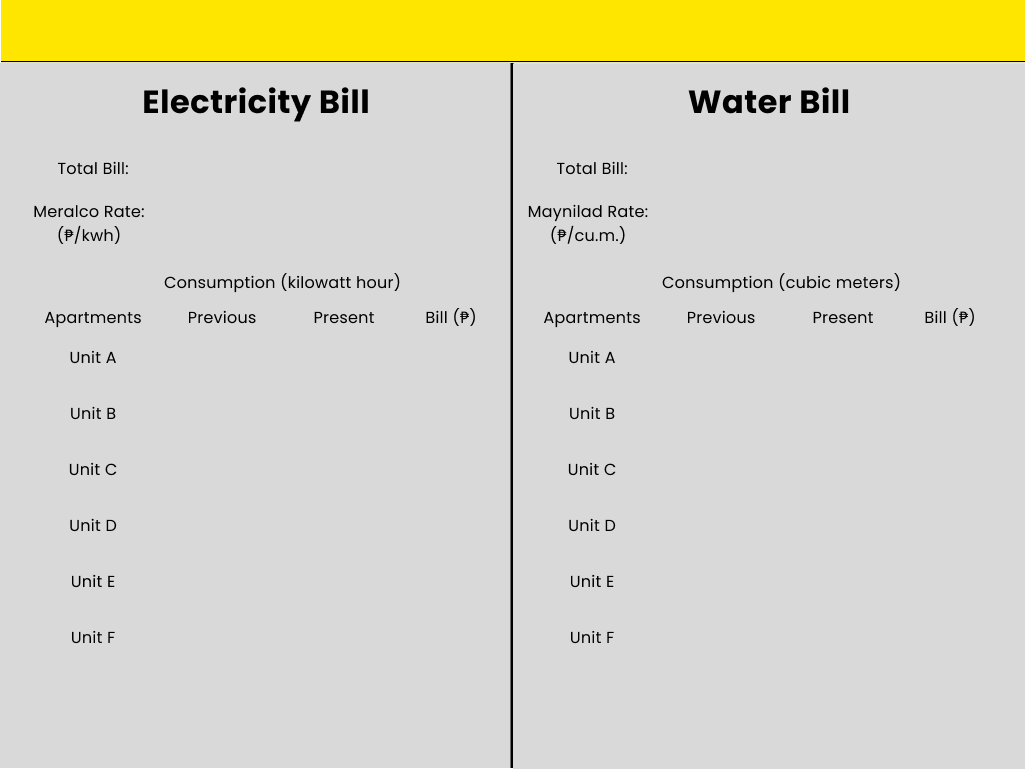 Electricity Bill
Total Bill:
Meralco Rate:
(₱/kwh)
Consumption (kilowatt hour)
Apartments Previous Present Bill (₱)
Unit A
Unit B
Unit C
Unit D
Unit E
Unit F
Water Bill
Total Bill:
Maynilad Rate:
(₱/cu.m.)
Consumption (cubic meters)
Apartments Previous Present Bill (₱)
Unit A
Unit B
Unit C
Unit D
Unit E
Unit F